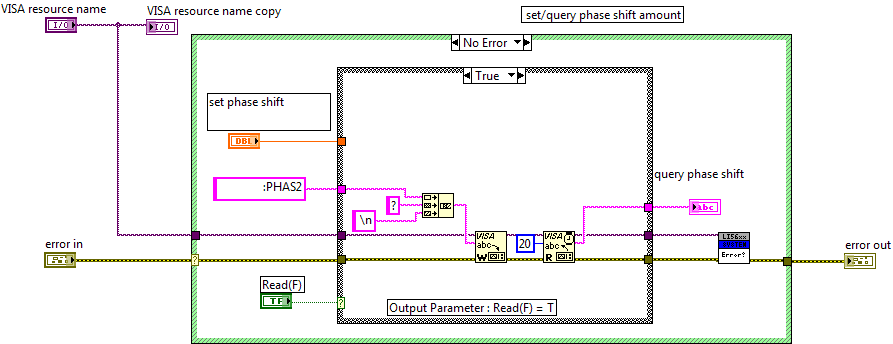 VISA resource name
VISA resource name copy
set/query phase shift amount
I/O
I/O
No Error
True
set phase shift
DBL
query phase shift
:PHAS2
abc
?
\n
VISA
abc
W
20
VISA
abc
R
LIS6xx
Error?
error in
error out
?
Read(F)
TF
?
Output Parameter : Read(F) = T